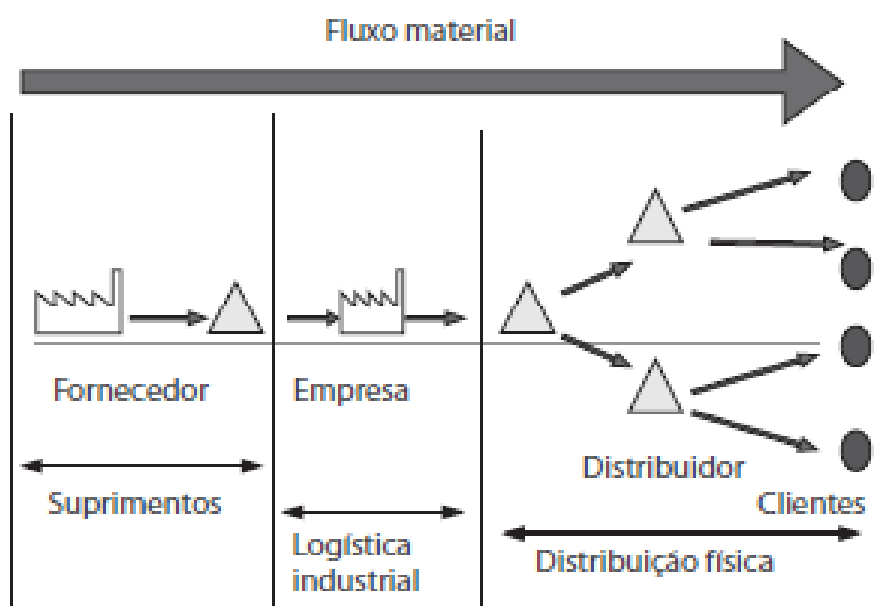 Fluxo material
Fornecedor
Empresa
Distribuidor
Suprimentos
Clientes
Logística
industrial
Distribuição física